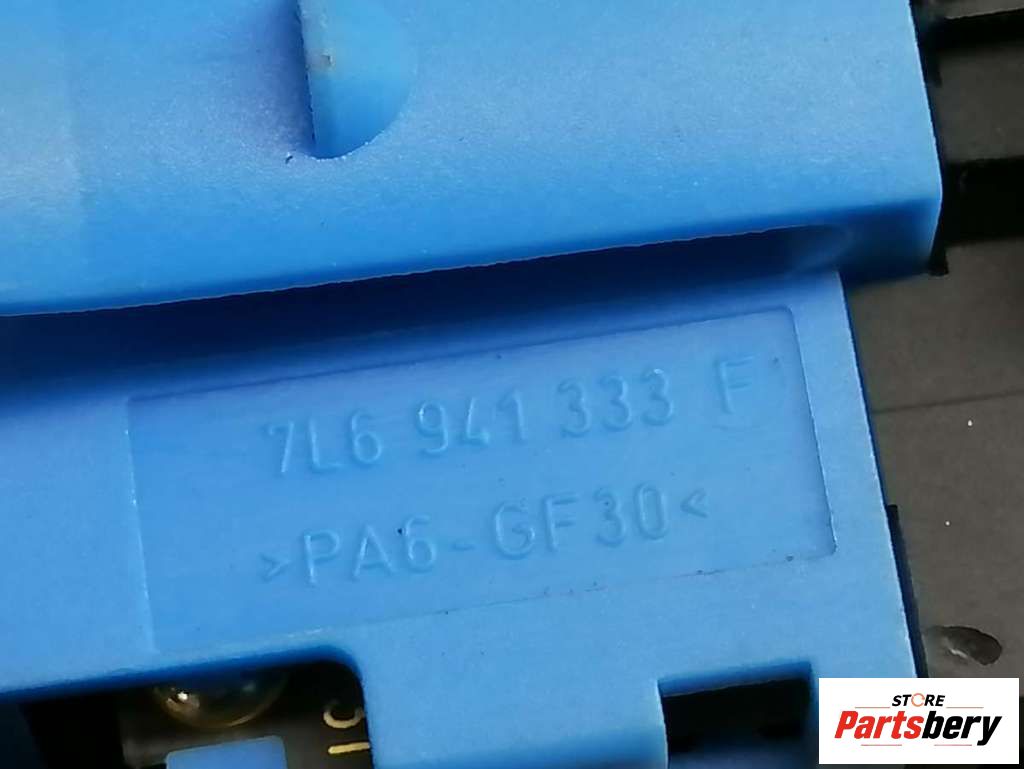 7L6 941 333 F
>PA6-GF30<
STORE
Partsbery